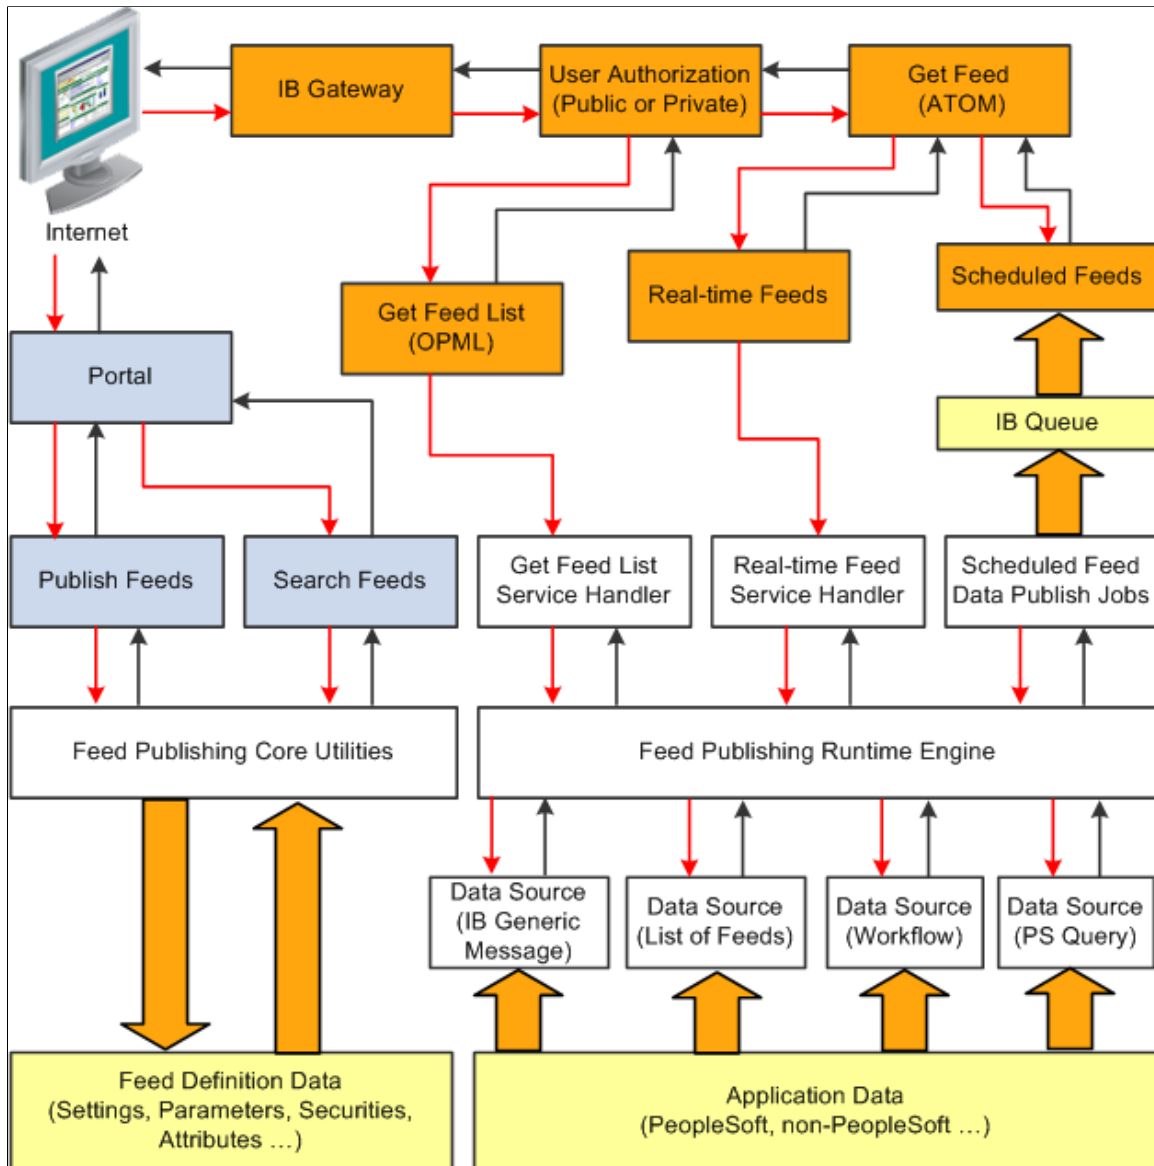 IB Gateway
User Authorization
(Public or Private)
Get Feed
(ATOM)
Internet
Get Feed List
(OPML)
Real-time Feeds
Scheduled Feeds
Portal
IB Queue
Publish Feeds
Search Feeds
Get Feed List
Service Handler
Real-time Feed
Service Handler
Scheduled Feed
Data Publish Jobs
Feed Publishing Core Utilities
Feed Publishing Runtime Engine
Data Source
(IB Generic
Message)
Data Source
(List of Feeds)
Data Source
(Workflow)
Data Source
(PS Query)
Feed Definition Data
(Settings, Parameters, Securities,
Attributes ...)
Application Data
(PeopleSoft, non-PeopleSoft ...)